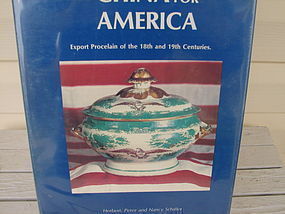 CHINA FOR
AMERICA
Export Procelain of the 18th and 19th Centuries.
Herbert, Peter and Nancy Schiffer